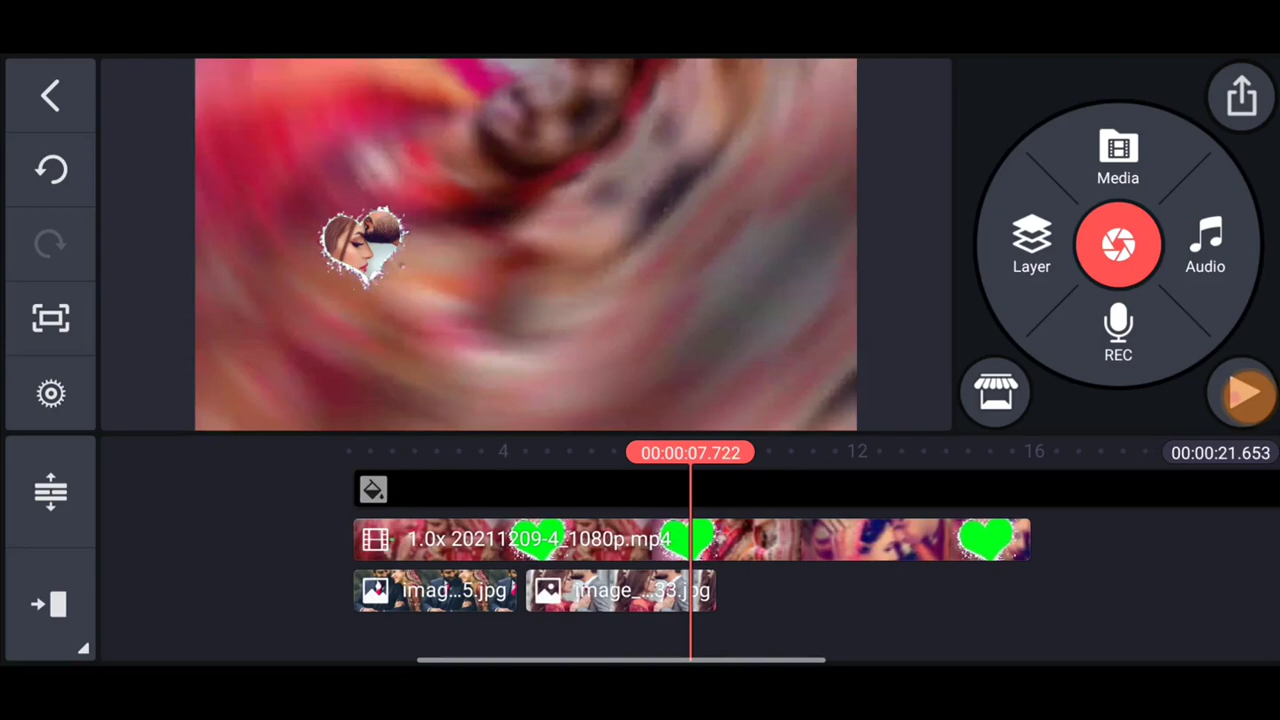 Media
Layer
Audio
REC
4
00:00:07.722
12
16
00:00:21.653
1.0x 20211209-4_1080p.mp4
imag...5.jpg
image_...33.jpg